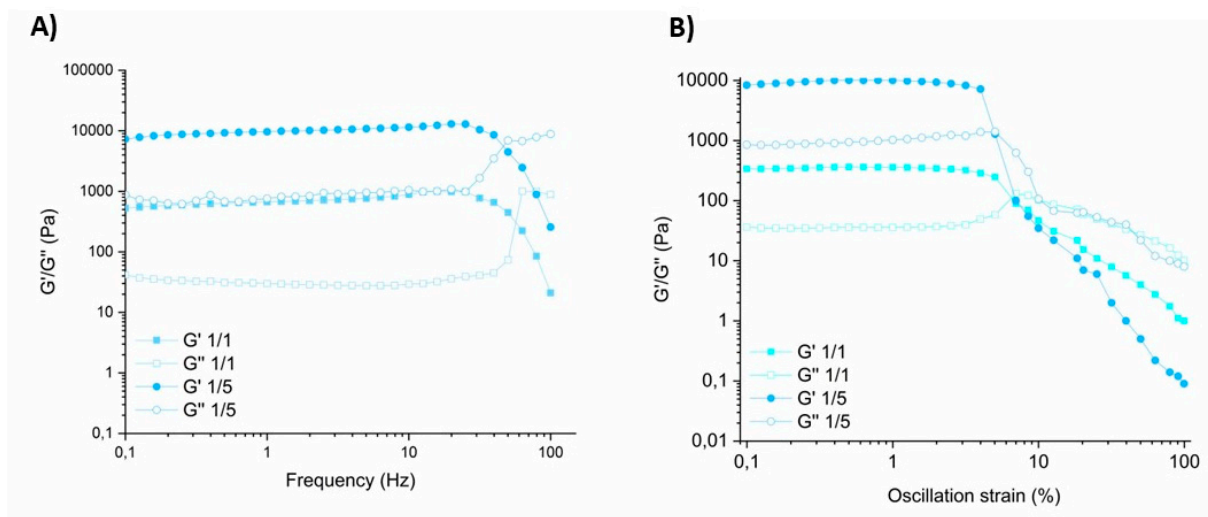 A)
100000
10000
1000
100
10
1
0,1
G'/G'' (Pa)
G' 1/1
G'' 1/1
G' 1/5
G'' 1/5
0,1
1
10
100
Frequency (Hz)
B)
10000
1000
100
10
1
0,1
0,01
G'/G'' (Pa)
G' 1/1
G'' 1/1
G' 1/5
G'' 1/5
0,1
1
10
100
Oscillation strain (%)